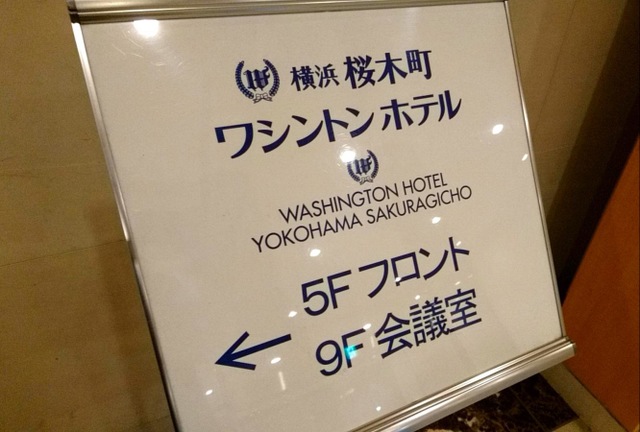 横浜 桜木町
ワシントンホテル
WASHINGTON HOTEL
YOKOHAMA SAKURAGICHO
5F フロント
← 9F 会議室